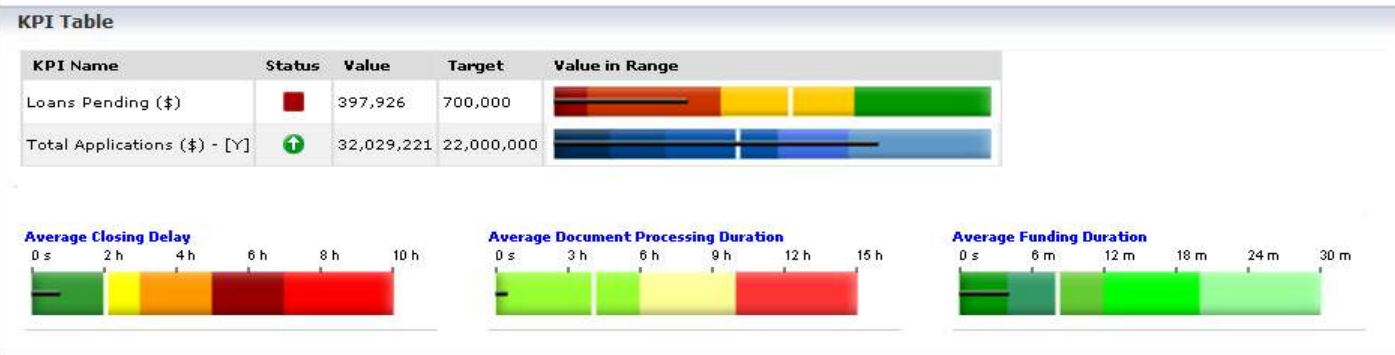 KPI Table
KPI Name Status Value Target Value in Range
Loans Pending ($) 397,926 700,000
Total Applications ($) - [Y] 32,029,221 22,000,000
Average Closing Delay Average Document Processing Duration Average Funding Duration
0 s 2 h 4 h 6 h 8 h 10 h 0 s 3 h 6 h 9 h 12 h 15 h 0 s 6 m 12 m 18 m 24 m 30 m